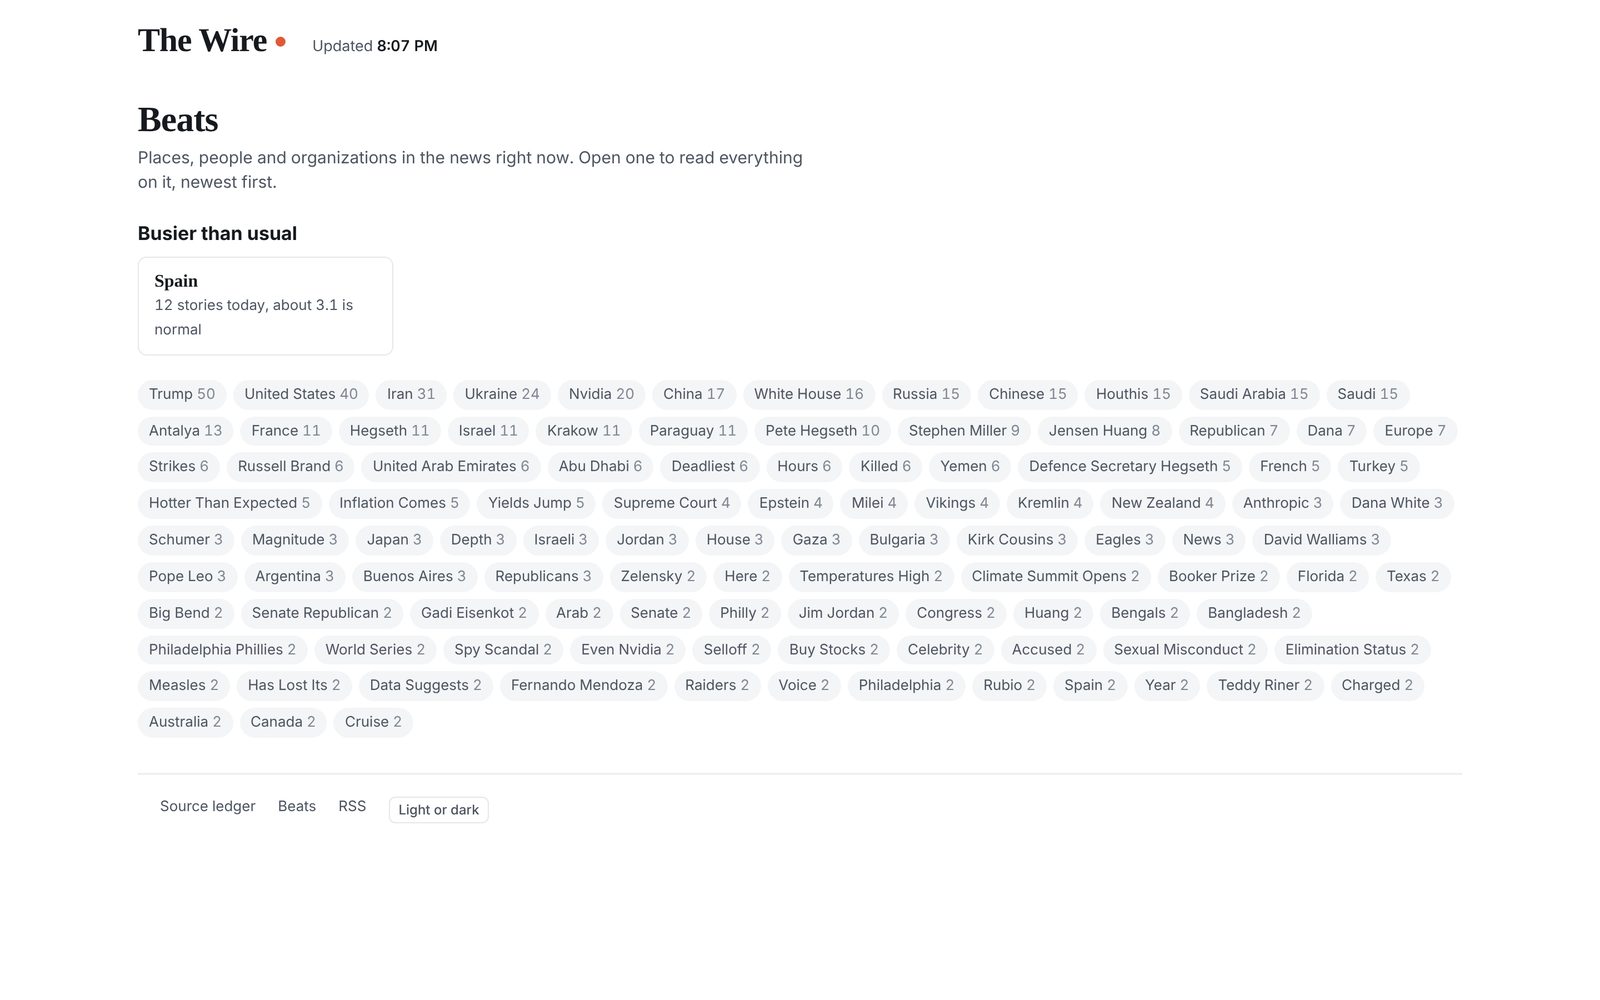 The Wire
Updated 8:07 PM
Beats
Places, people and organizations in the news right now. Open one to read everything
on it, newest first.
Busier than usual
Spain
12 stories today, about 3.1 is
normal
Trump 50 United States 40 Iran 31 Ukraine 24 Nvidia 20 China 17 White House 16 Russia 15 Chinese 15 Houthis 15 Saudi Arabia 15 Saudi 15
Antalya 13 France 11 Hegseth 11 Israel 11 Krakow 11 Paraguay 11 Pete Hegseth 10 Stephen Miller 9 Jensen Huang 8 Republican 7 Dana 7 Europe 7
Strikes 6 Russell Brand 6 United Arab Emirates 6 Abu Dhabi 6 Deadliest 6 Hours 6 Killed 6 Yemen 6 Defence Secretary Hegseth 5 French 5 Turkey 5
Hotter Than Expected 5 Inflation Comes 5 Yields Jump 5 Supreme Court 4 Epstein 4 Milei 4 Vikings 4 Kremlin 4 New Zealand 4 Anthropic 3 Dana White 3
Schumer 3 Magnitude 3 Japan 3 Depth 3 Israeli 3 Jordan 3 House 3 Gaza 3 Bulgaria 3 Kirk Cousins 3 Eagles 3 News 3 David Walliams 3
Pope Leo 3 Argentina 3 Buenos Aires 3 Republicans 3 Zelensky 2 Here 2 Temperatures High 2 Climate Summit Opens 2 Booker Prize 2 Florida 2 Texas 2
Big Bend 2 Senate Republican 2 Gadi Eisenkot 2 Arab 2 Senate 2 Philly 2 Jim Jordan 2 Congress 2 Huang 2 Bengals 2 Bangladesh 2
Philadelphia Phillies 2 World Series 2 Spy Scandal 2 Even Nvidia 2 Selloff 2 Buy Stocks 2 Celebrity 2 Accused 2 Sexual Misconduct 2 Elimination Status 2
Measles 2 Has Lost Its 2 Data Suggests 2 Fernando Mendoza 2 Raiders 2 Voice 2 Philadelphia 2 Rubio 2 Spain 2 Year 2 Teddy Riner 2 Charged 2
Australia 2 Canada 2 Cruise 2
Source ledger Beats RSS Light or dark